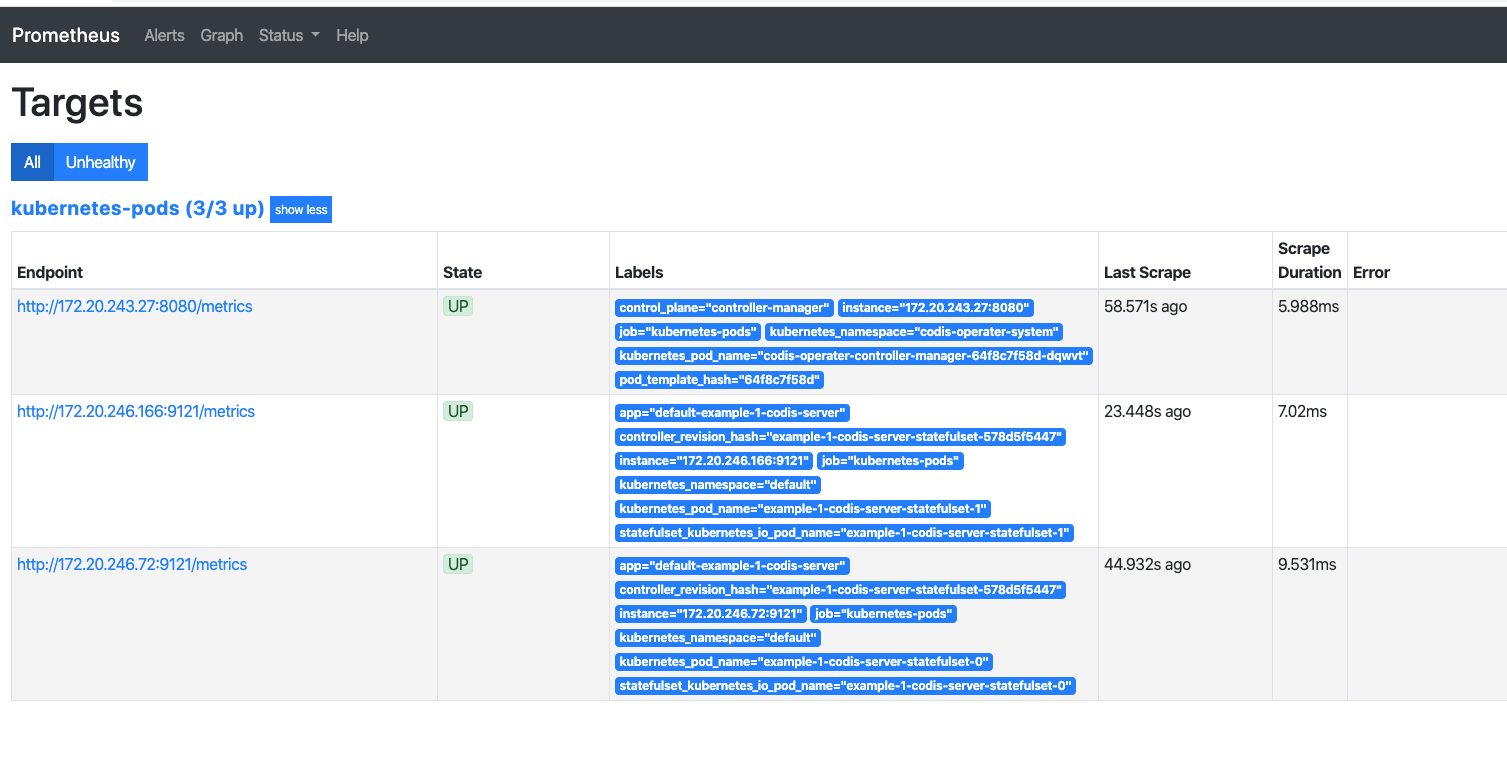 Prometheus Alerts Graph Status Help
Targets
All Unhealthy
kubernetes-pods (3/3 up) show less
Endpoint State Labels Last Scrape Scrape Duration Error
http://172.20.243.27:8080/metrics UP control_plane="controller-manager" instance="172.20.243.27:8080" 58.571s ago 5.988ms
job="kubernetes-pods" kubernetes_namespace="codis-operater-system"
kubernetes_pod_name="codis-operater-controller-manager-64f8c7f58d-dqwvt"
pod_template_hash="64f8c7f58d"
http://172.20.246.166:9121/metrics UP app="default-example-1-codis-server" 23.448s ago 7.02ms
controller_revision_hash="example-1-codis-server-statefulset-578d5f5447"
instance="172.20.246.166:9121" job="kubernetes-pods"
kubernetes_namespace="default"
kubernetes_pod_name="example-1-codis-server-statefulset-1"
statefulset_kubernetes_io_pod_name="example-1-codis-server-statefulset-1"
http://172.20.246.72:9121/metrics UP app="default-example-1-codis-server" 44.932s ago 9.531ms
controller_revision_hash="example-1-codis-server-statefulset-578d5f5447"
instance="172.20.246.72:9121" job="kubernetes-pods"
kubernetes_namespace="default"
kubernetes_pod_name="example-1-codis-server-statefulset-0"
statefulset_kubernetes_io_pod_name="example-1-codis-server-statefulset-0"